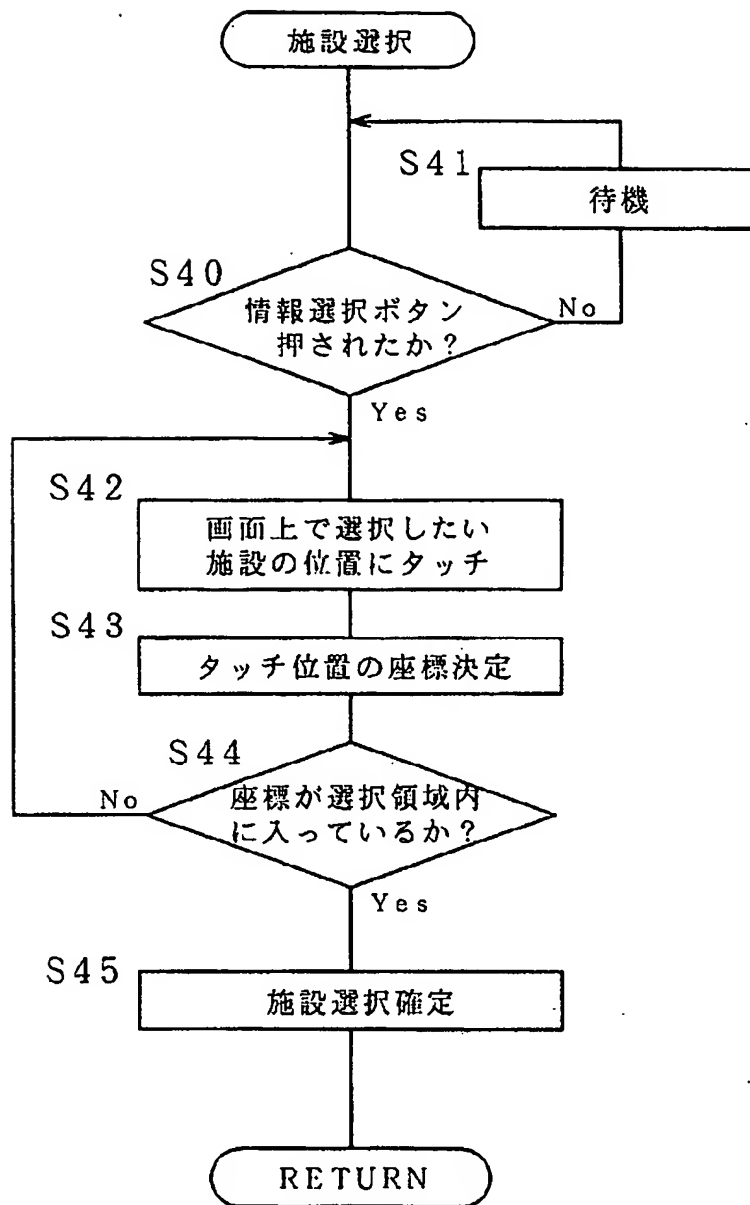 施設選択
S41
待機
S40
情報選択ボタン
押されたか?
No
Yes
S42
画面上で選択したい
施設の位置にタッチ
S43
タッチ位置の座標決定
S44
座標が選択領域内
に入っているか?
No
Yes
S45
施設選択確定
RETURN